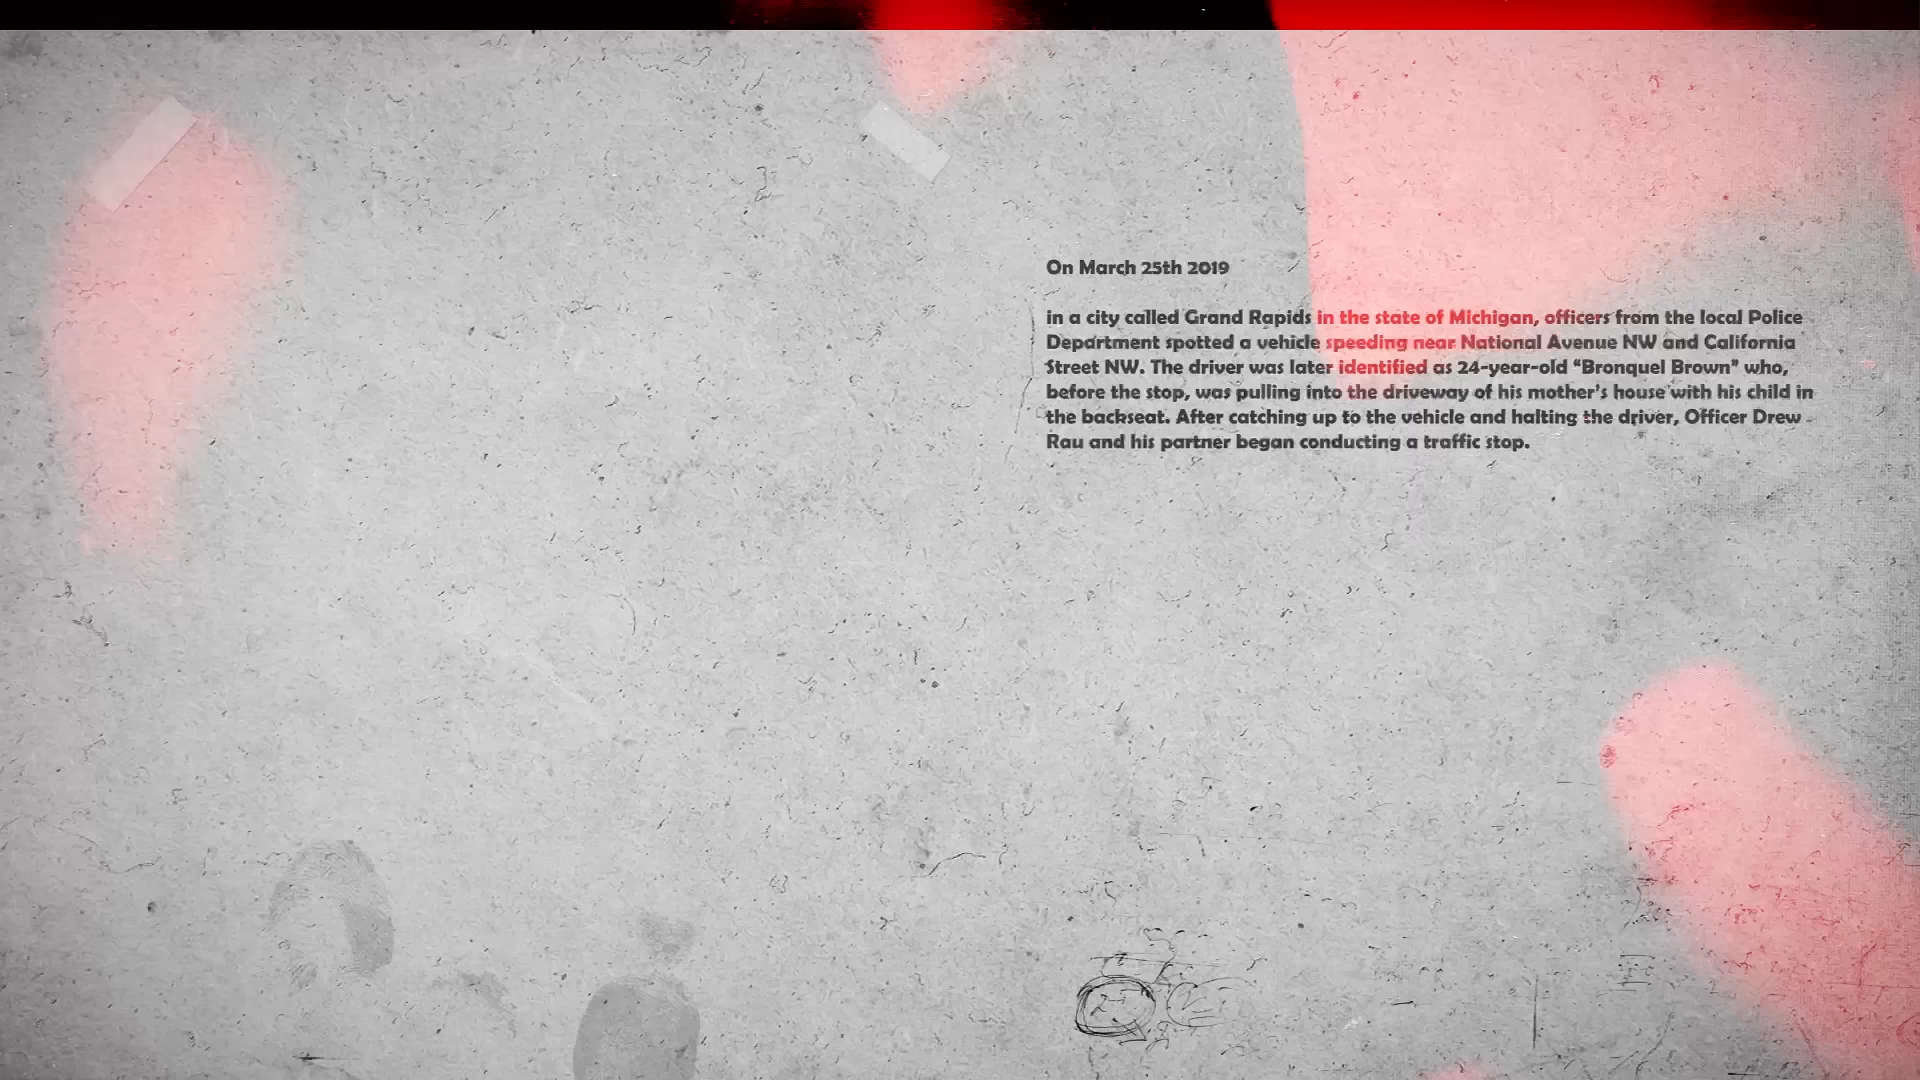 On March 25th 2019
in a city called Grand Rapids in the state of Michigan, officers from the local Police
Department spotted a vehicle speeding near National Avenue NW and California
Street NW. The driver was later identified as 24-year-old “Bronquel Brown” who,
before the stop, was pulling into the driveway of his mother’s house with his child in
the backseat. After catching up to the vehicle and halting the driver, Officer Drew
Rau and his partner began conducting a traffic stop.